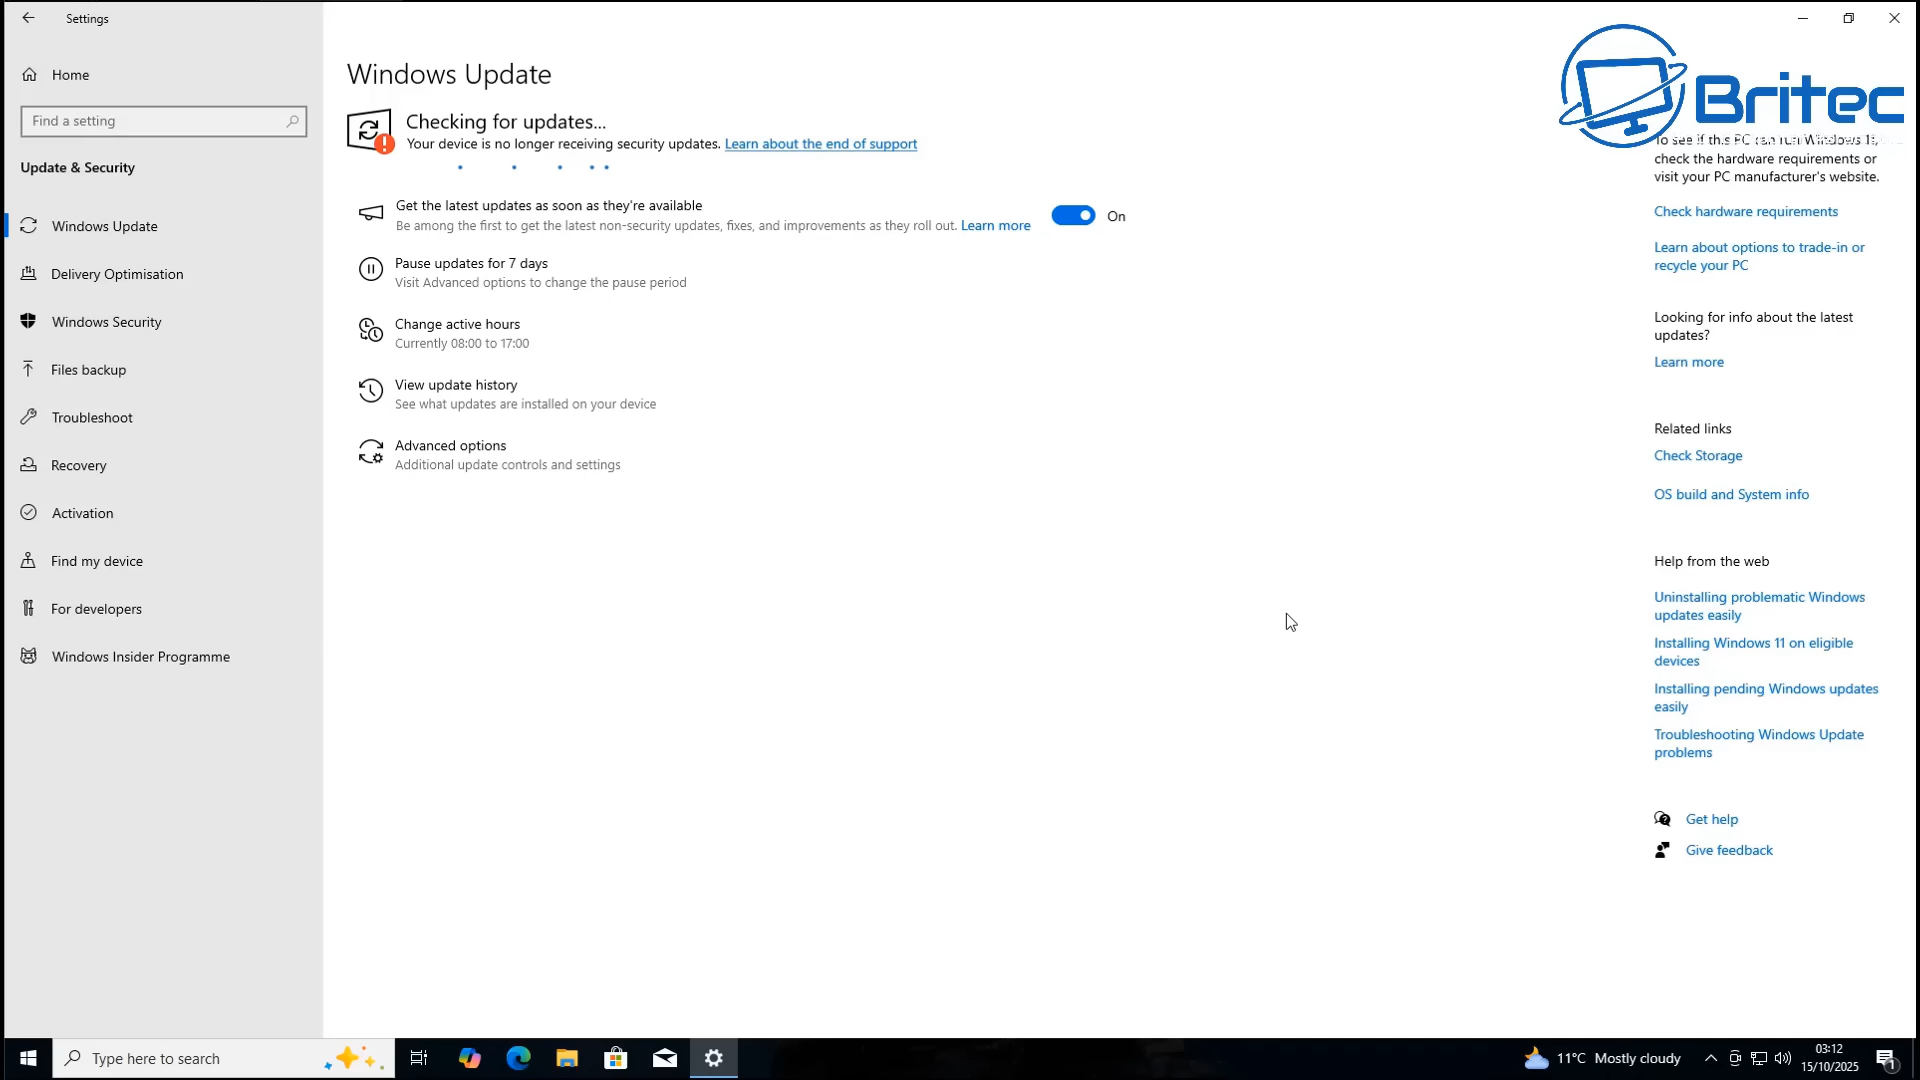 Settings
Home
Find a setting
Update & Security
Windows Update
Delivery Optimisation
Windows Security
Files backup
Troubleshoot
Recovery
Activation
Find my device
For developers
Windows Insider Programme
Windows Update
Checking for updates...
Your device is no longer receiving security updates. Learn about the end of support
Get the latest updates as soon as they're available
Be among the first to get the latest non-security updates, fixes, and improvements as they roll out. Learn more
On
Pause updates for 7 days
Visit Advanced options to change the pause period
Change active hours
Currently 08:00 to 17:00
View update history
See what updates are installed on your device
Advanced options
Additional update controls and settings
Britec
To see if this PC can run Windows 11,
check the hardware requirements or
visit your PC manufacturer's website.
Check hardware requirements
Learn about options to trade-in or
recycle your PC
Looking for info about the latest
updates?
Learn more
Related links
Check Storage
OS build and System info
Help from the web
Uninstalling problematic Windows
updates easily
Installing Windows 11 on eligible
devices
Installing pending Windows updates
easily
Troubleshooting Windows Update
problems
Get help
Give feedback
Type here to search
11°C Mostly cloudy
03:12
15/10/2025
1